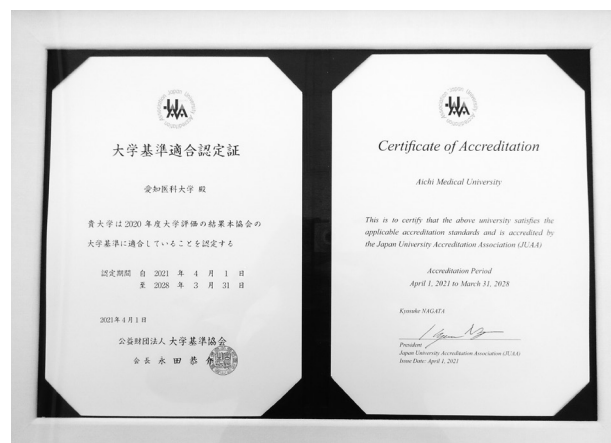 大学基準適合認定証
愛知医科大学 殿
貴大学は2020年度大学評価の結果本協会の
大学基準に適合していることを認定する
認定期間 自 2021 年 4 月 1 日
至 2028 年 3 月 31 日
2021年4月1日
公益財団法人 大学基準協会
会長 永田恭介
Certificate of Accreditation
Aichi Medical University
This is to certify that the above university satisfies the
applicable accreditation standards and is accredited by
the Japan University Accreditation Association (JUAA)
Accreditation Period
April 1, 2021 to March 31, 2028
Kyosuke NAGATA
President
Japan University Accreditation Association (JUAA)
Issue Date: April 1, 2021